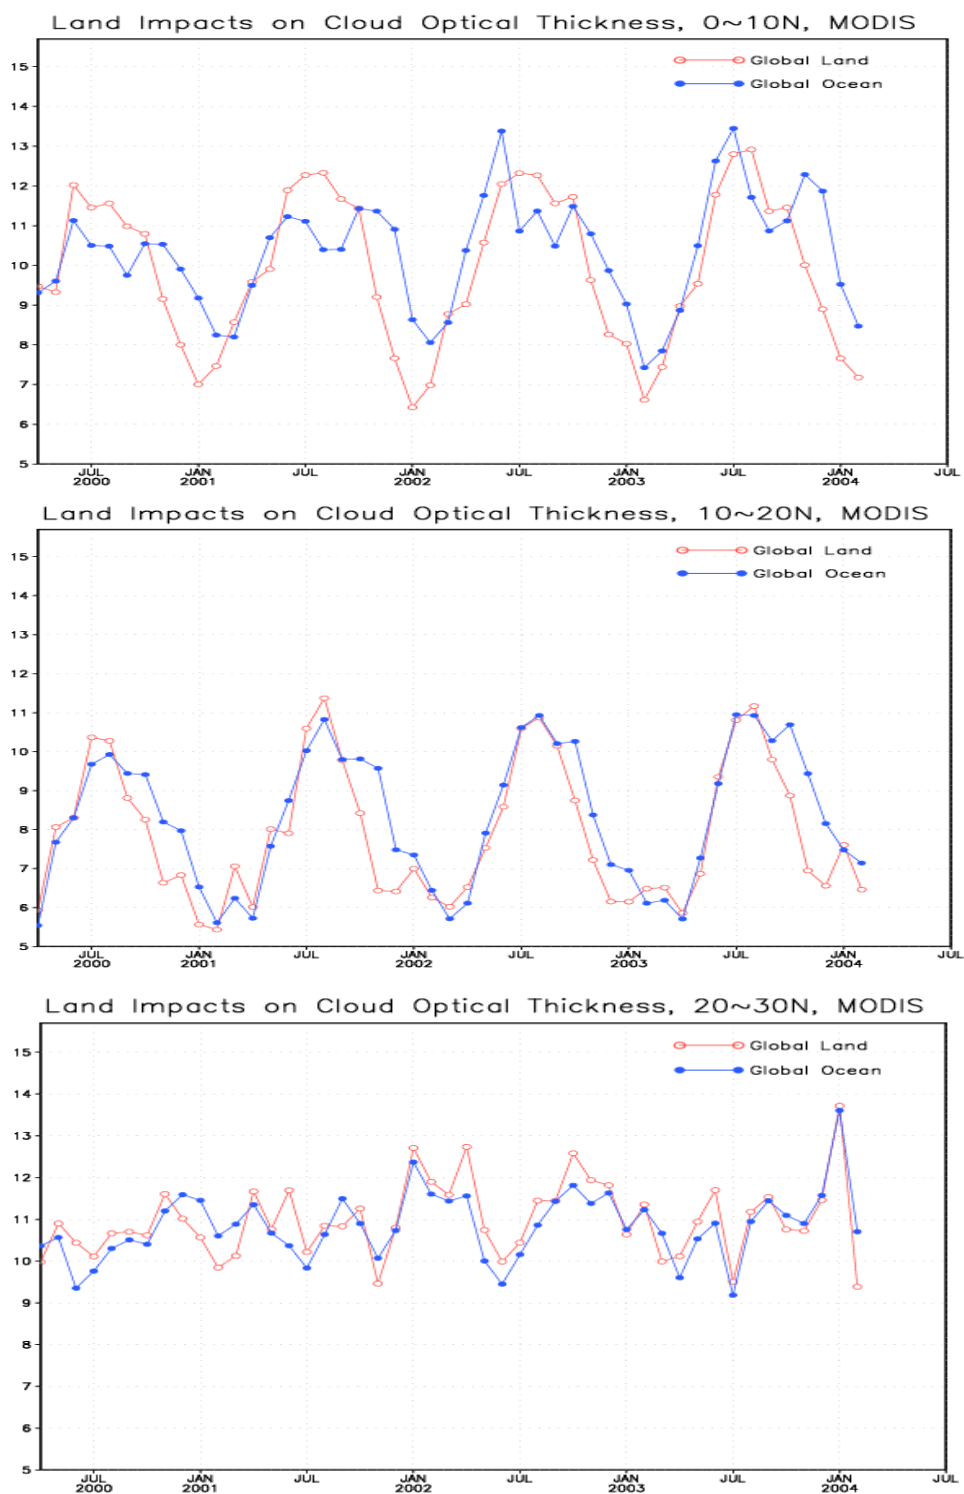 Land Impacts on Cloud Optical Thickness, 0~10N, MODIS
Global Land
Global Ocean
15
14
13
12
11
10
9
8
7
6
5
JUL JAN JUL JAN JUL JAN JUL JAN JUL
2000 2001 2002 2003 2004
Land Impacts on Cloud Optical Thickness, 10~20N, MODIS
Global Land
Global Ocean
15
14
13
12
11
10
9
8
7
6
5
JUL JAN JUL JAN JUL JAN JUL JAN JUL
2000 2001 2002 2003 2004
Land Impacts on Cloud Optical Thickness, 20~30N, MODIS
Global Land
Global Ocean
15
14
13
12
11
10
9
8
7
6
5
JUL JAN JUL JAN JUL JAN JUL JAN JUL
2000 2001 2002 2003 2004